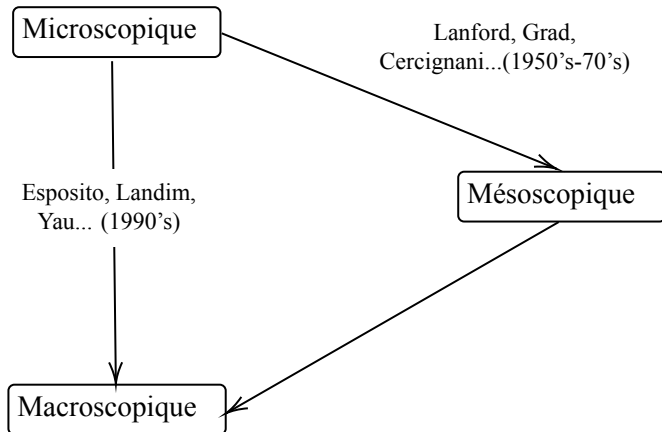 Microscopique
Lanford, Grad,
Cercignani...(1950's-70's)
Esposito, Landim,
Yau... (1990's)
Mésoscopique
Macroscopique